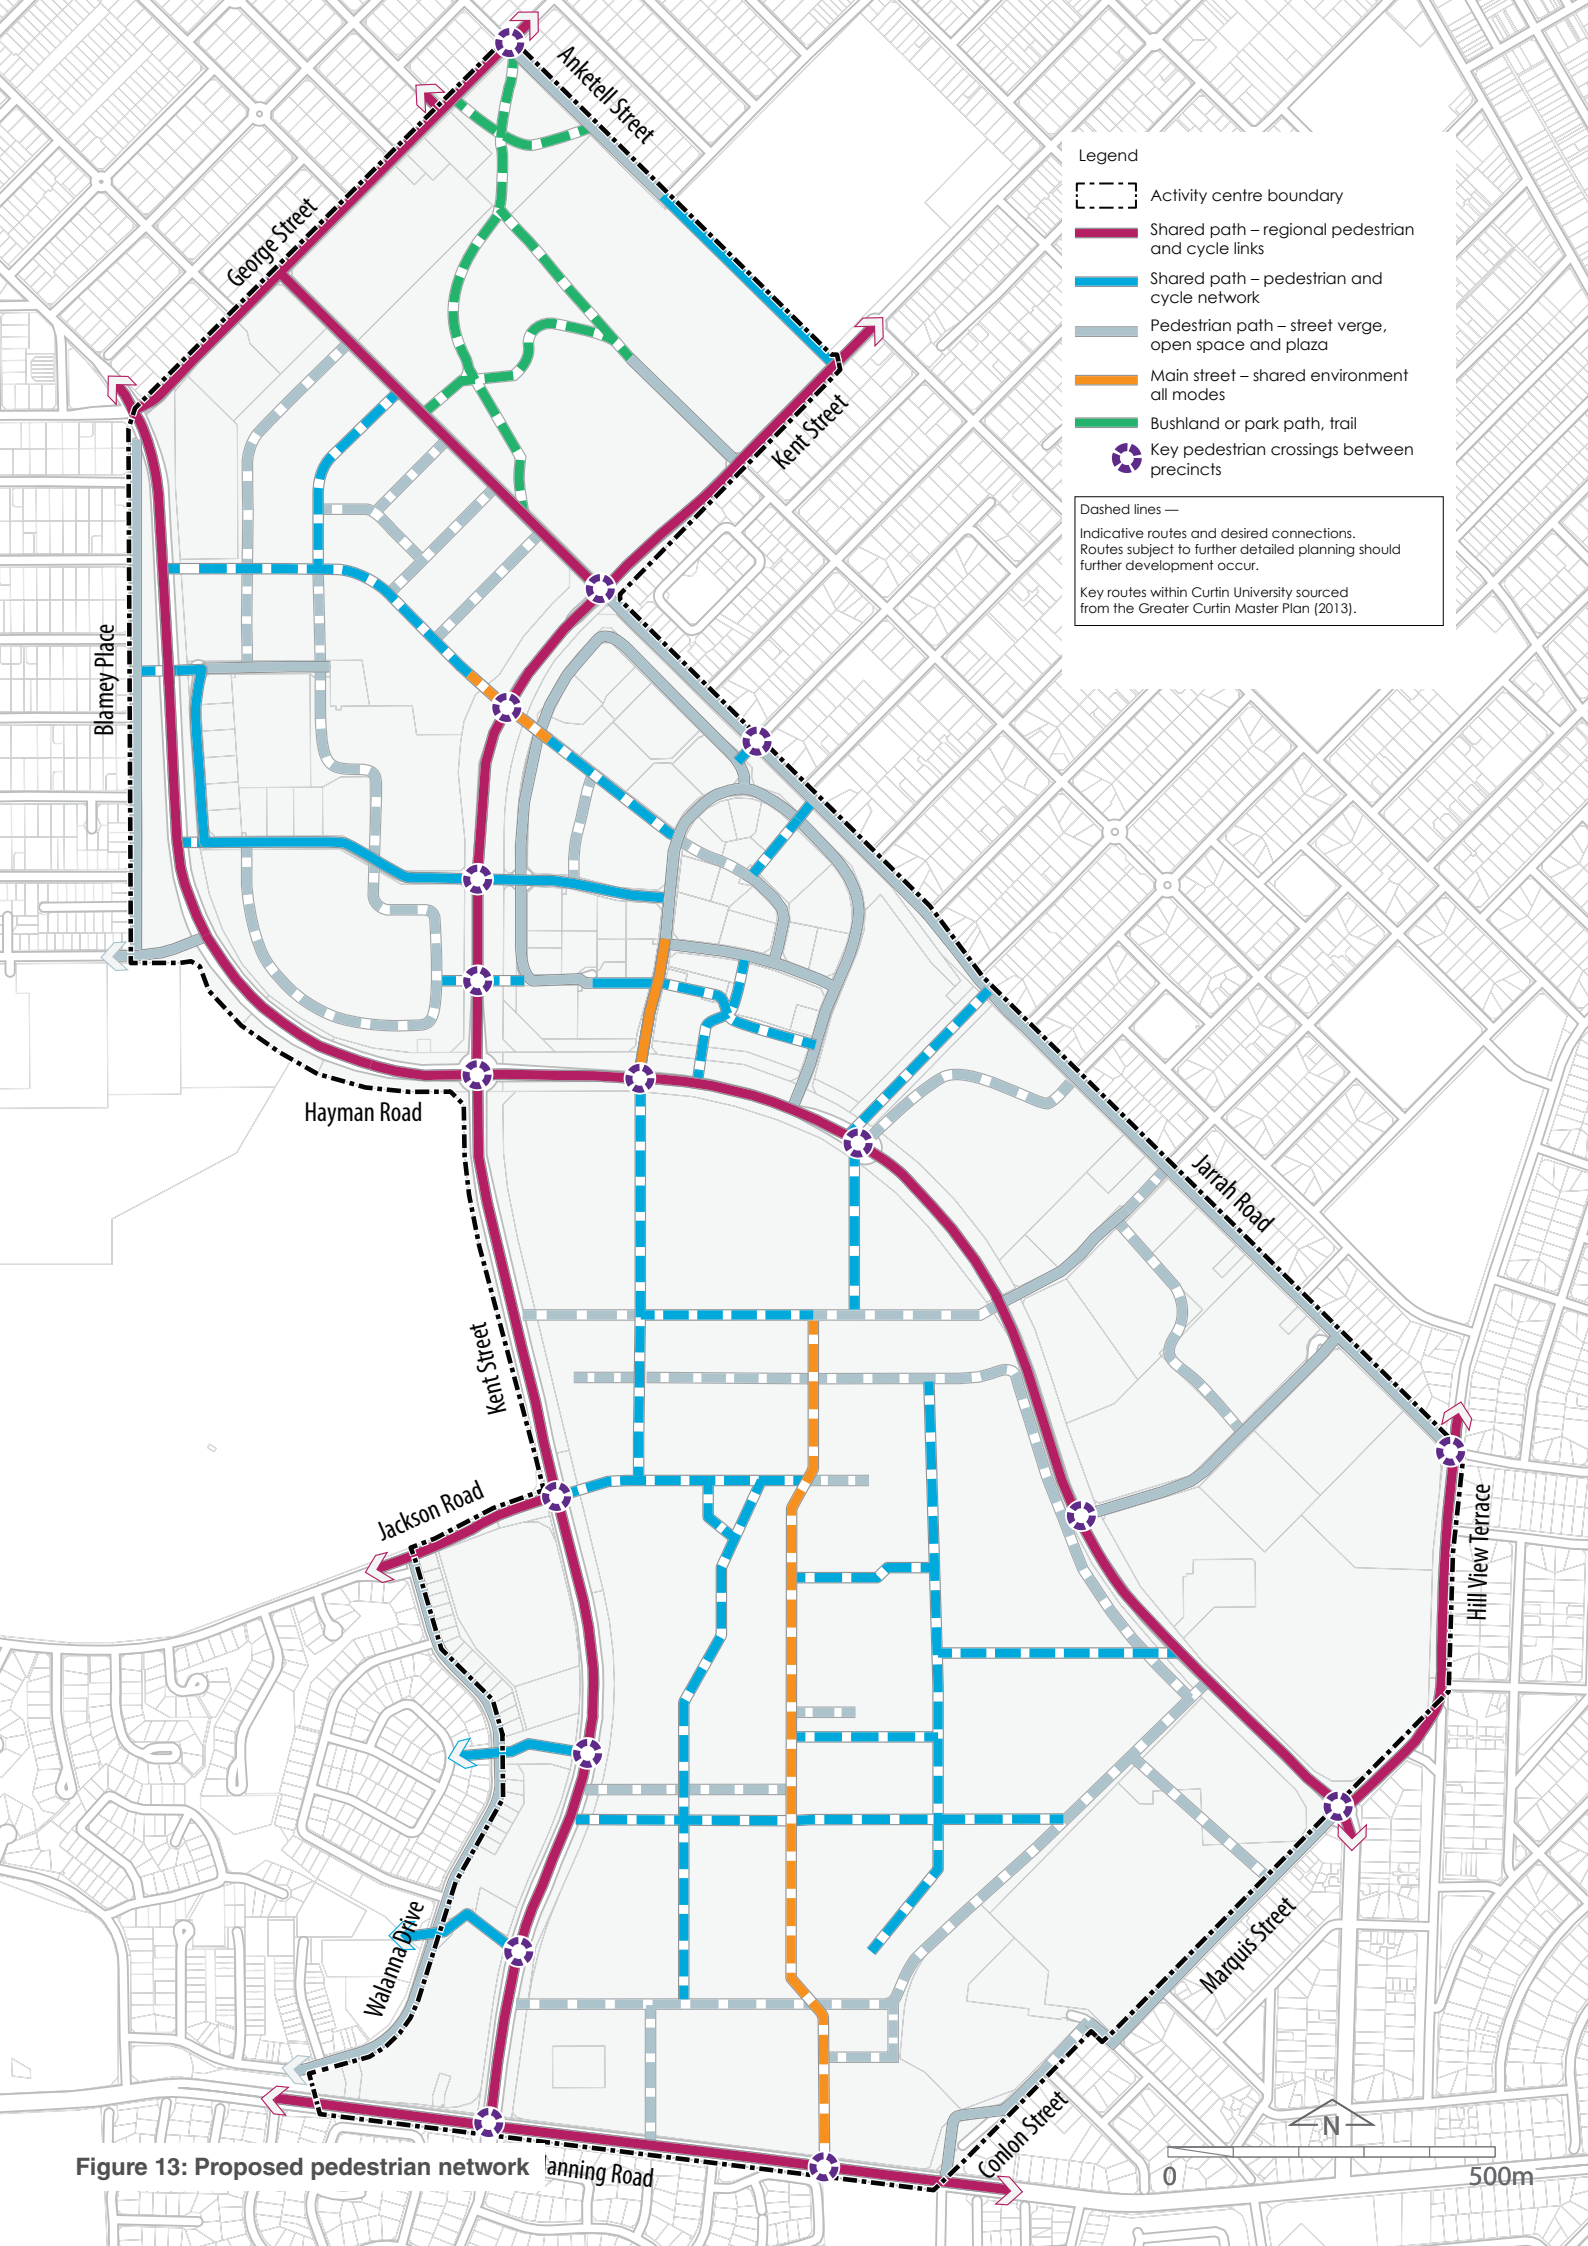 Anketell Street
George Street
Kent Street
Blamey Place
Hayman Road
Kent Street
Jarrah Road
Jackson Road
Hill View Terrace
Walanna Drive
Marquis Street
Conlon Street
anning Road
Legend
Activity centre boundary
Shared path – regional pedestrian
and cycle links
Shared path – pedestrian and
cycle network
Pedestrian path – street verge,
open space and plaza
Main street – shared environment
all modes
Bushland or park path, trail
Key pedestrian crossings between
precincts
Dashed lines —
Indicative routes and desired connections.
Routes subject to further detailed planning should
further development occur.
Key routes within Curtin University sourced
from the Greater Curtin Master Plan (2013).
N
0 500m
Figure 13: Proposed pedestrian network